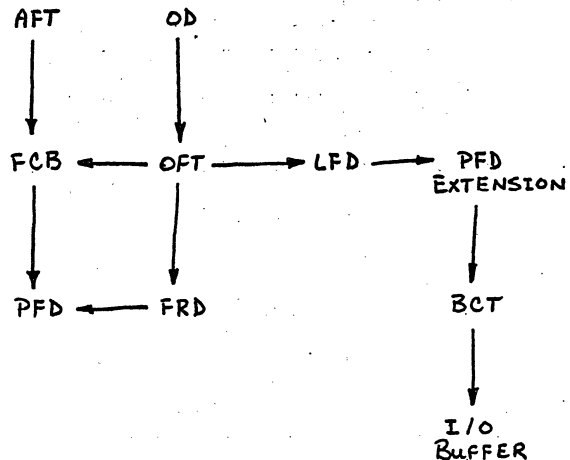 AFT OD
FCB OFT LFD PFD
EXTENSION
PFD FRD BCT
I/O
BUFFER